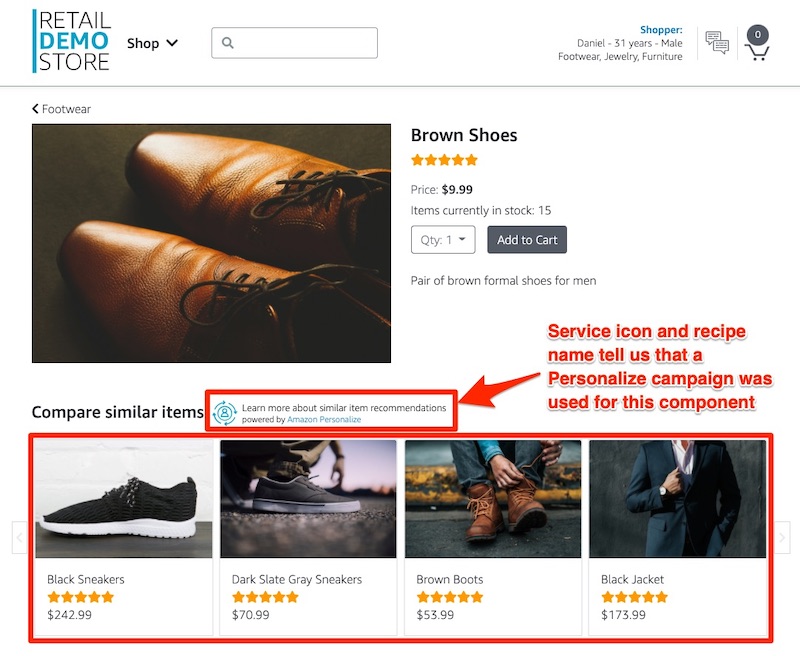 RETAIL
DEMO
STORE
Shop
Shopper:
Daniel - 31 years - Male
Footwear, Jewelry, Furniture
0
Footwear
Brown Shoes
Price: $9.99
Items currently in stock: 15
Qty: 1
Add to Cart
Pair of brown formal shoes for men
Service icon and recipe
name tell us that a
Personalize campaign was
used for this component
Compare similar items
Learn more about similar item recommendations
powered by Amazon Personalize
Black Sneakers
$242.99
Dark Slate Gray Sneakers
$70.99
Brown Boots
$53.99
Black Jacket
$173.99